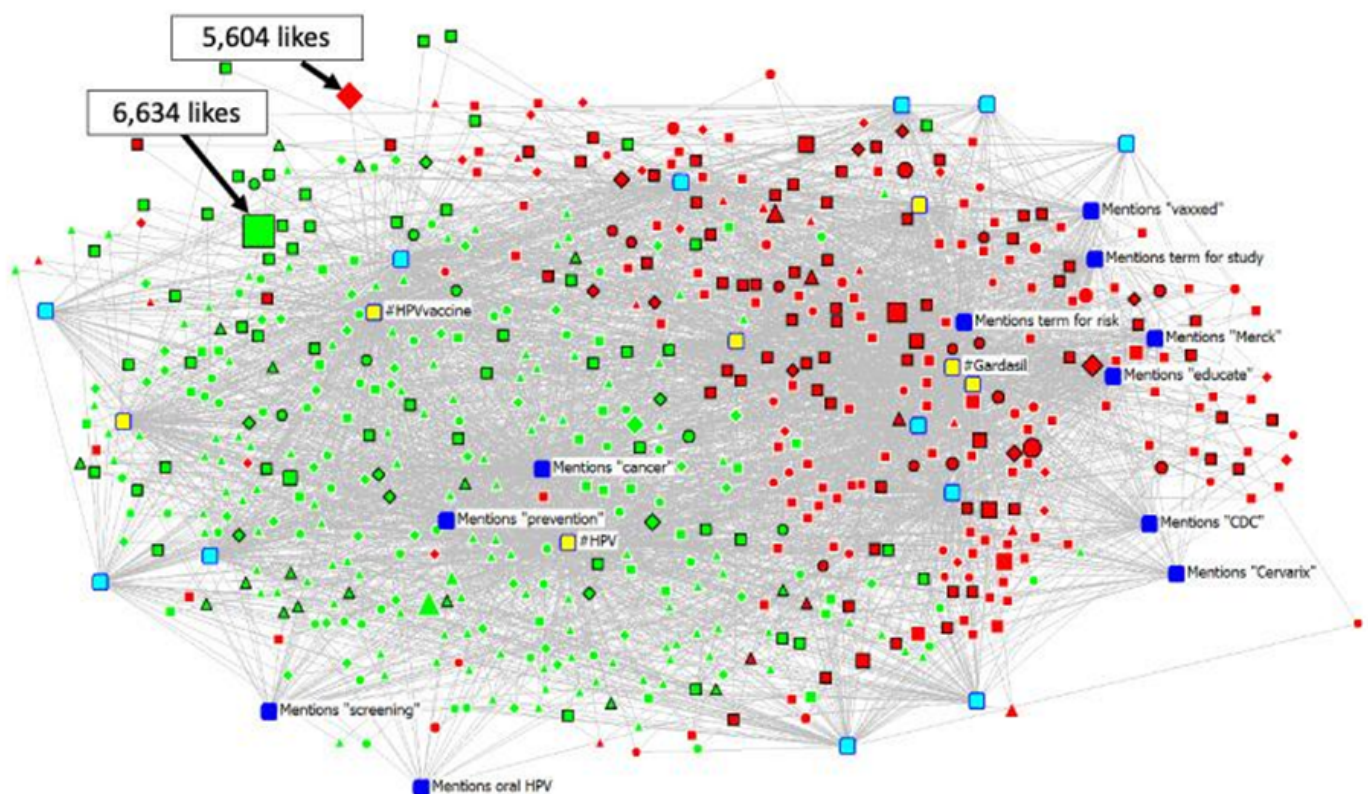 5,604 likes
6,634 likes
Mentions "vaxxed"
Mentions term for study
#HPVvaccine
Mentions term for risk
Mentions "Merck"
#Gardasil
Mentions "educate"
Mentions "cancer"
Mentions "prevention"
#HPV
Mentions "CDC"
Mentions "Cervarix"
Mentions "screening"
Mentions oral HPV